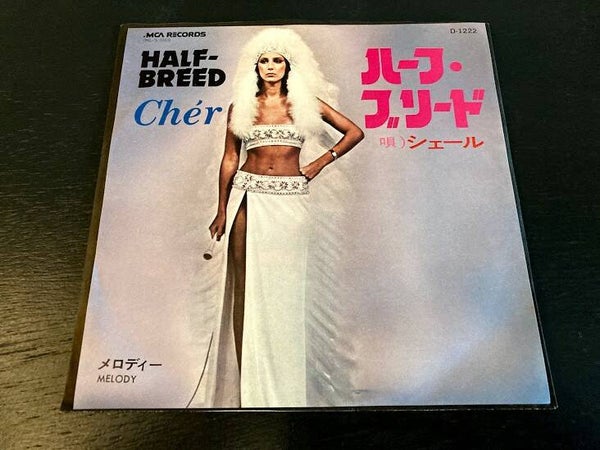 MCA RECORDS
D-1222
HALF-
BREED
Chér
ハーフ・
ブリード
唄）シェール
メロディー
MELODY